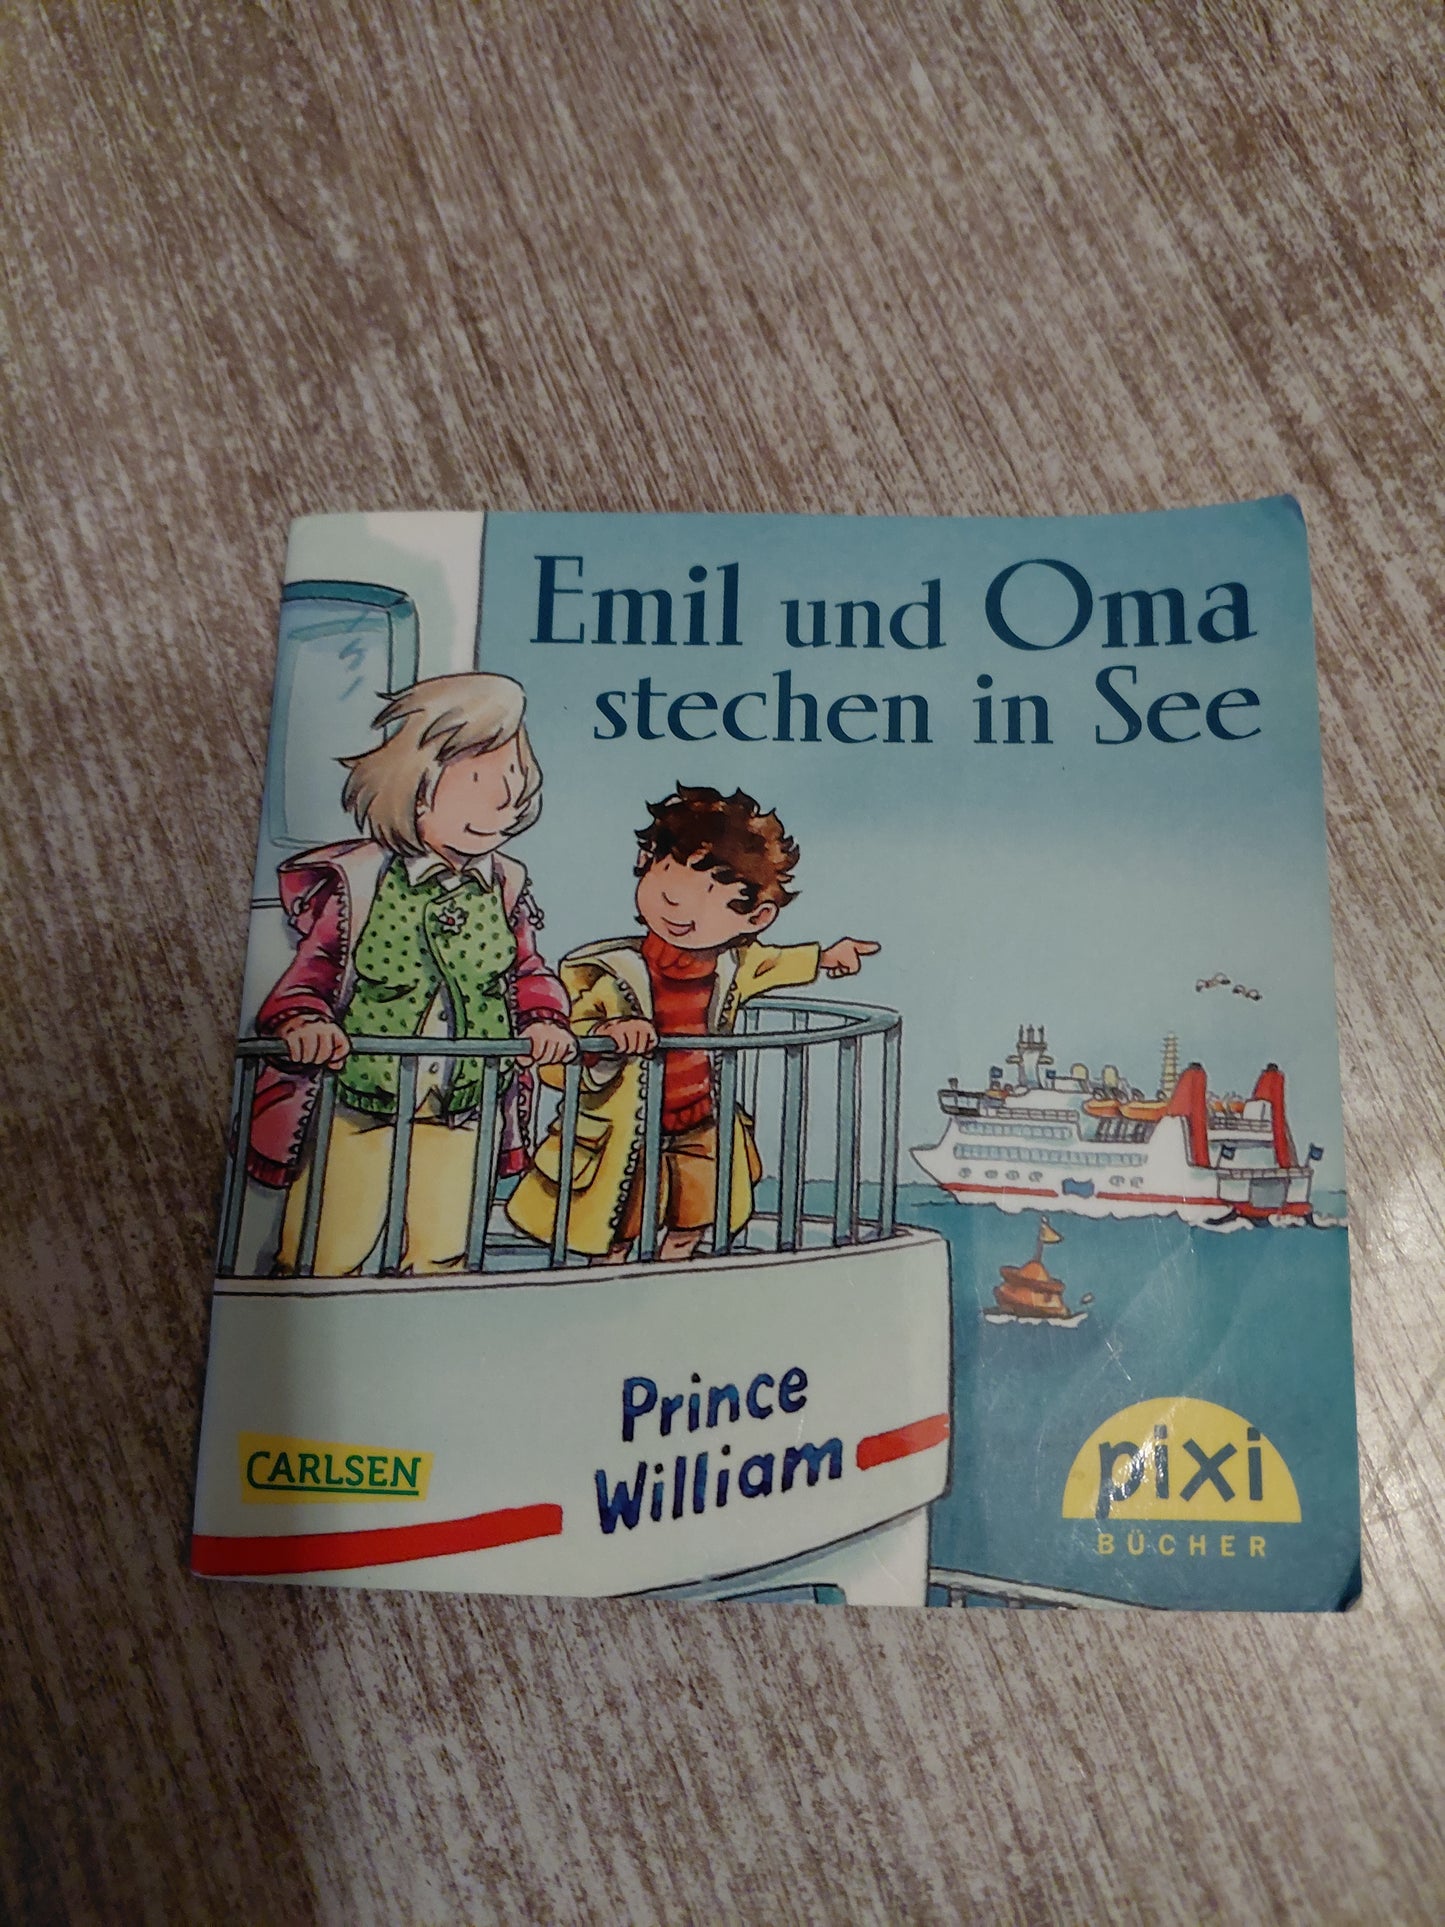 Emil und Oma
stechen in See
Prince
William
CARLSEN
pixi
BÜCHER